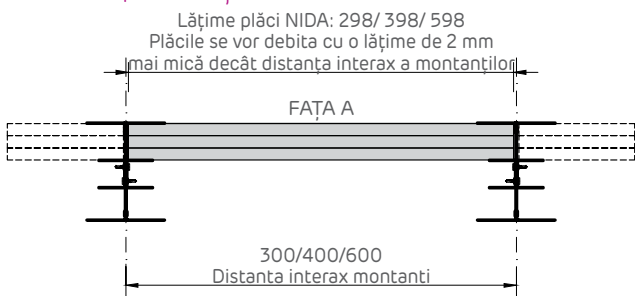 Lățime plăci NIDA: 298/ 398/ 598
Plăcile se vor debita cu o lățime de 2 mm
mai mică decât distanța interax a montanților
FAȚA A
300/400/600
Distanta interax montanti